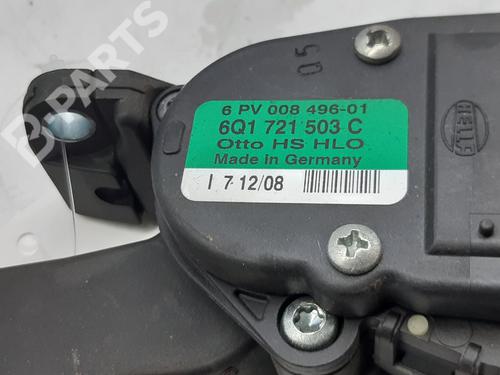 Q5
6 PV 008 496-01
6Q1 721 503 C
Otto HS HLO
Made in Germany
I 7 12/08
HELLA
B-PARTS